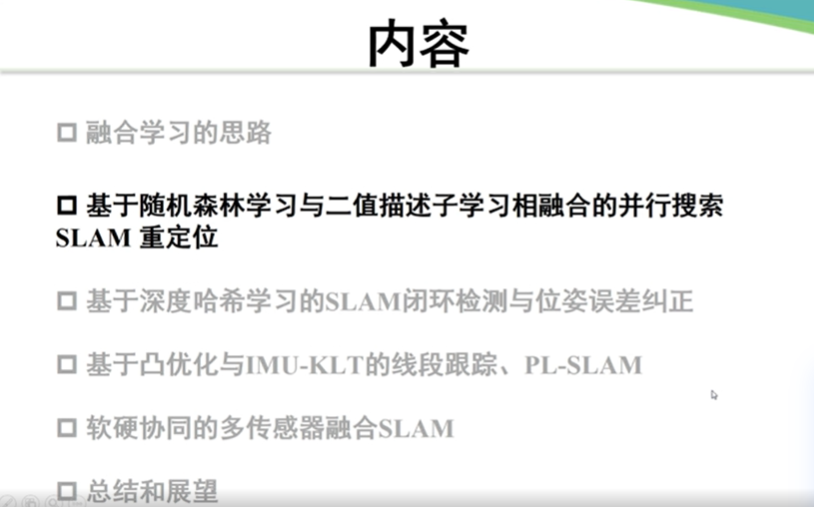 内容
融合学习的思路
基于随机森林学习与二值描述子学习相融合的并行搜索
SLAM 重定位
基于深度哈希学习的SLAM闭环检测与位姿误差纠正
基于凸优化与IMU-KLT的线段跟踪、PL-SLAM
软硬协同的多传感器融合SLAM
总结和展望